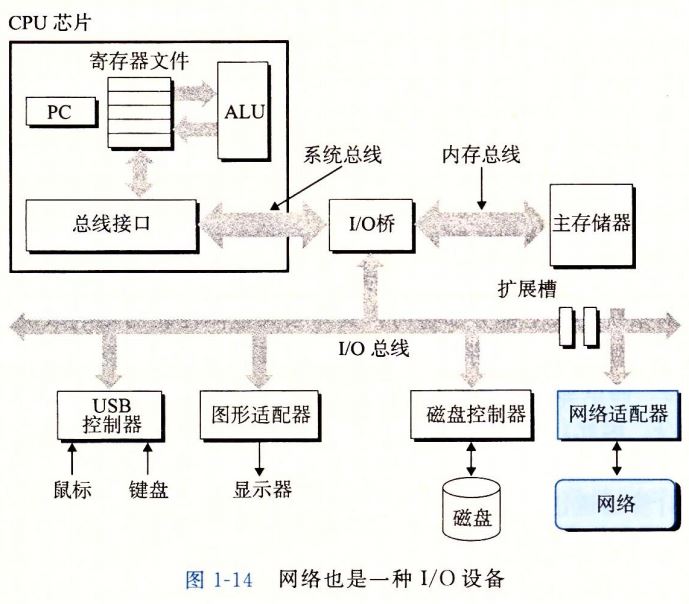 CPU 芯片
寄存器文件
PC
ALU
系统总线
内存总线
总线接口
I/O桥
主存储器
扩展槽
I/O 总线
USB
控制器
图形适配器
磁盘控制器
网络适配器
鼠标
键盘
显示器
磁盘
网络
图 1-14 网络也是一种 I/O 设备